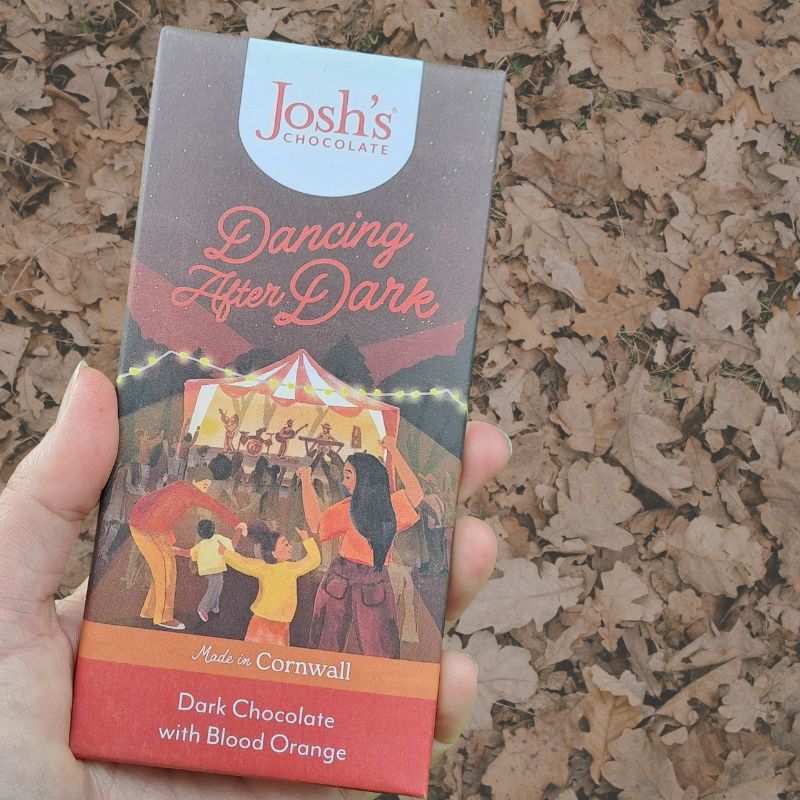 Josh's®
CHOCOLATE
Dancing
After Dark
Made in Cornwall
Dark Chocolate
with Blood Orange